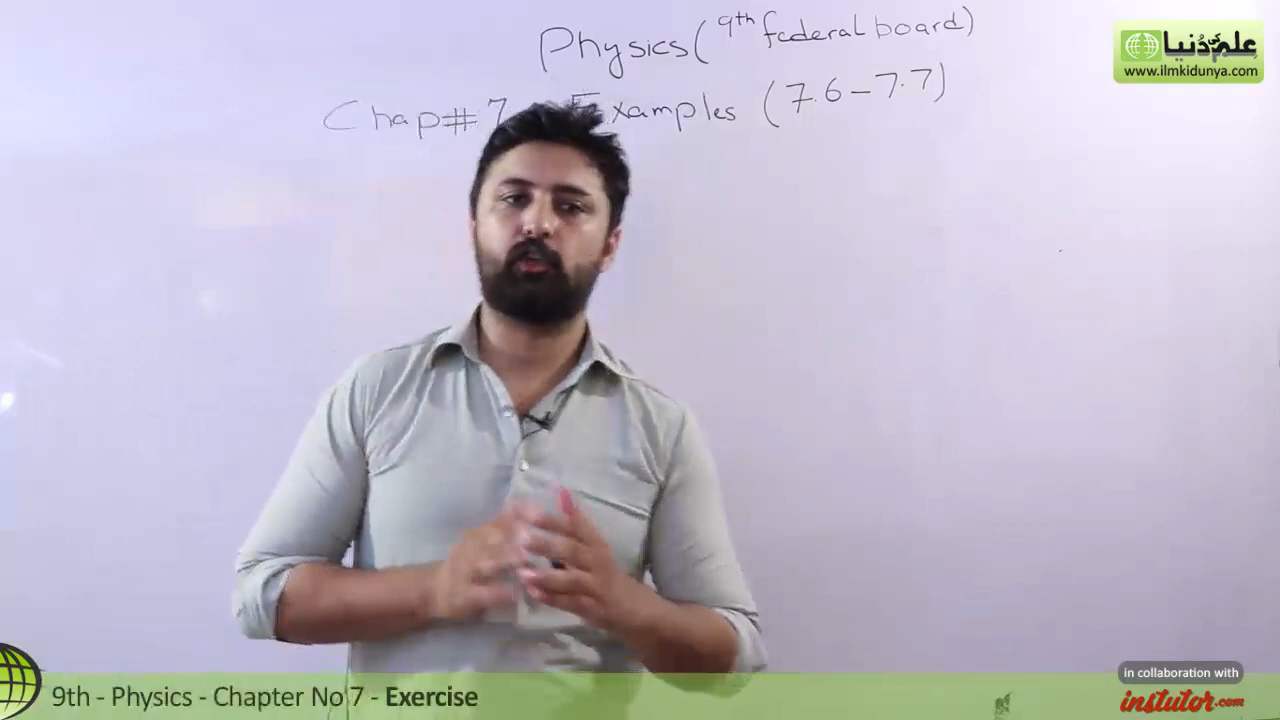 Physics (9th federal board)
Chap# 7 Examples (7.6-7.7)
علم کی دنیا
www.ilmkidunya.com
9th - Physics - Chapter No 7 - Exercise
in collaboration with
instutor.com